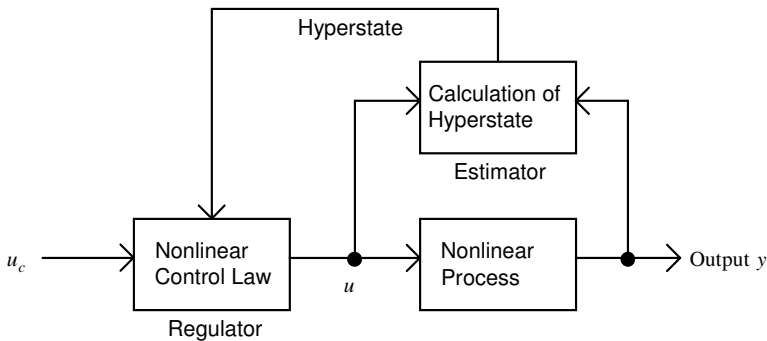 Hyperstate
Calculation of
Hyperstate
Estimator
u_c
Nonlinear
Control Law
u
Nonlinear
Process
Output y
Regulator